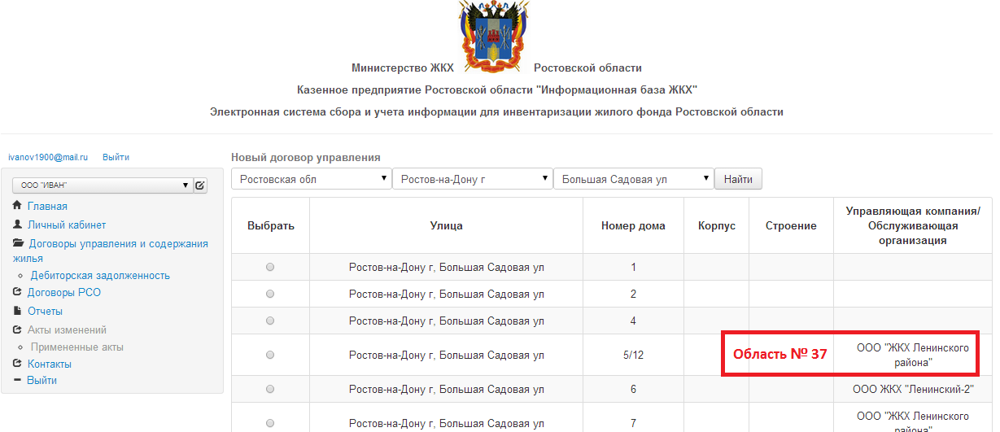 Министерство ЖКХ Ростовской области
Казенное предприятие Ростовской области "Информационная база ЖКХ"
Электронная система сбора и учета информации для инвентаризации жилого фонда Ростовской области
ivanov1900@mail.ru Выйти
ООО "ИВАН"
Главная
Личный кабинет
Договоры управления и содержания
жилья
Дебиторская задолженность
Договоры РСО
Отчеты
Акты изменений
Примененные акты
Контакты
Выйти
Новый договор управления
Ростовская обл Ростов-на-Дону г Большая Садовая ул Найти
Выбрать Улица Номер дома Корпус Строение Управляющая компания/
Обслуживающая
организация
Ростов-на-Дону г, Большая Садовая ул 1
Ростов-на-Дону г, Большая Садовая ул 2
Ростов-на-Дону г, Большая Садовая ул 4
Ростов-на-Дону г, Большая Садовая ул 5/12 Область № 37 ООО "ЖКХ Ленинского
района"
Ростов-на-Дону г, Большая Садовая ул 6 ООО ЖКХ "Ленинский-2"
Ростов-на-Дону г, Большая Садовая ул 7 ООО "ЖКХ Ленинского
района"